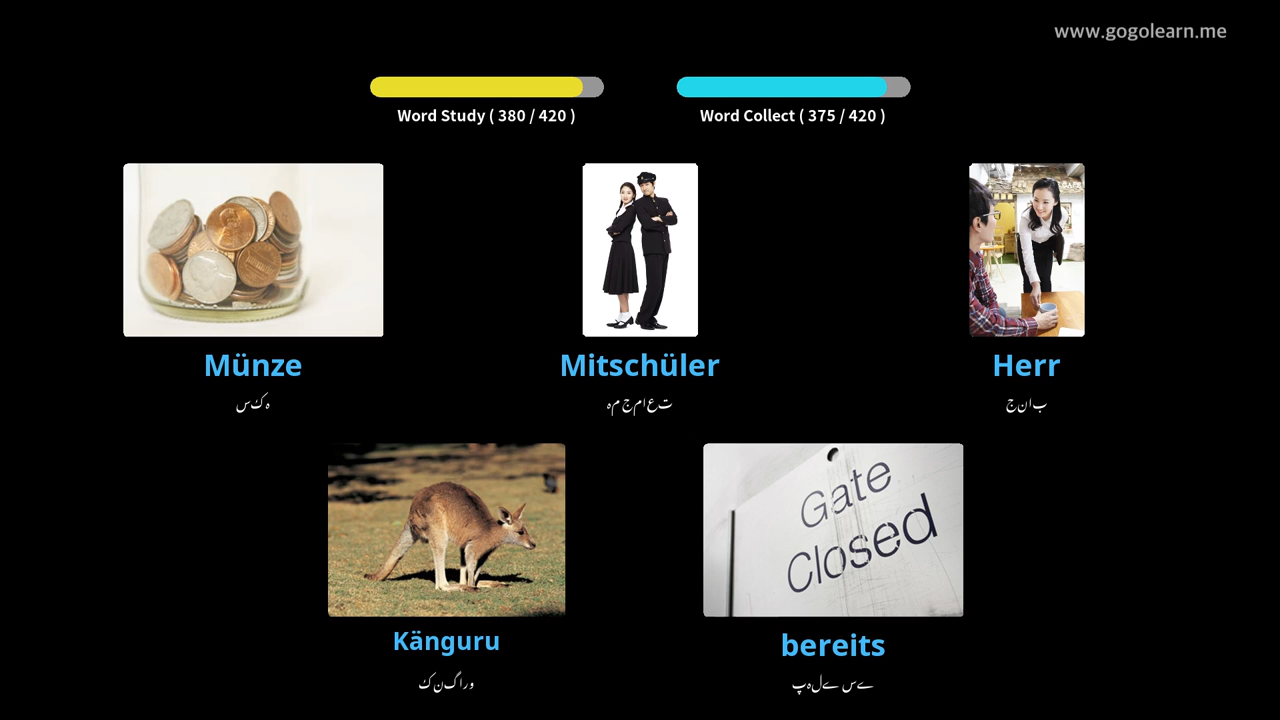 www.gogolearn.me
Word Study ( 380 / 420 )
Word Collect ( 375 / 420 )
Münze
سکہ
Mitschüler
ہم جماعت
Herr
جناب
Gate
Closed
Känguru
کنگارو
bereits
پہلے سے